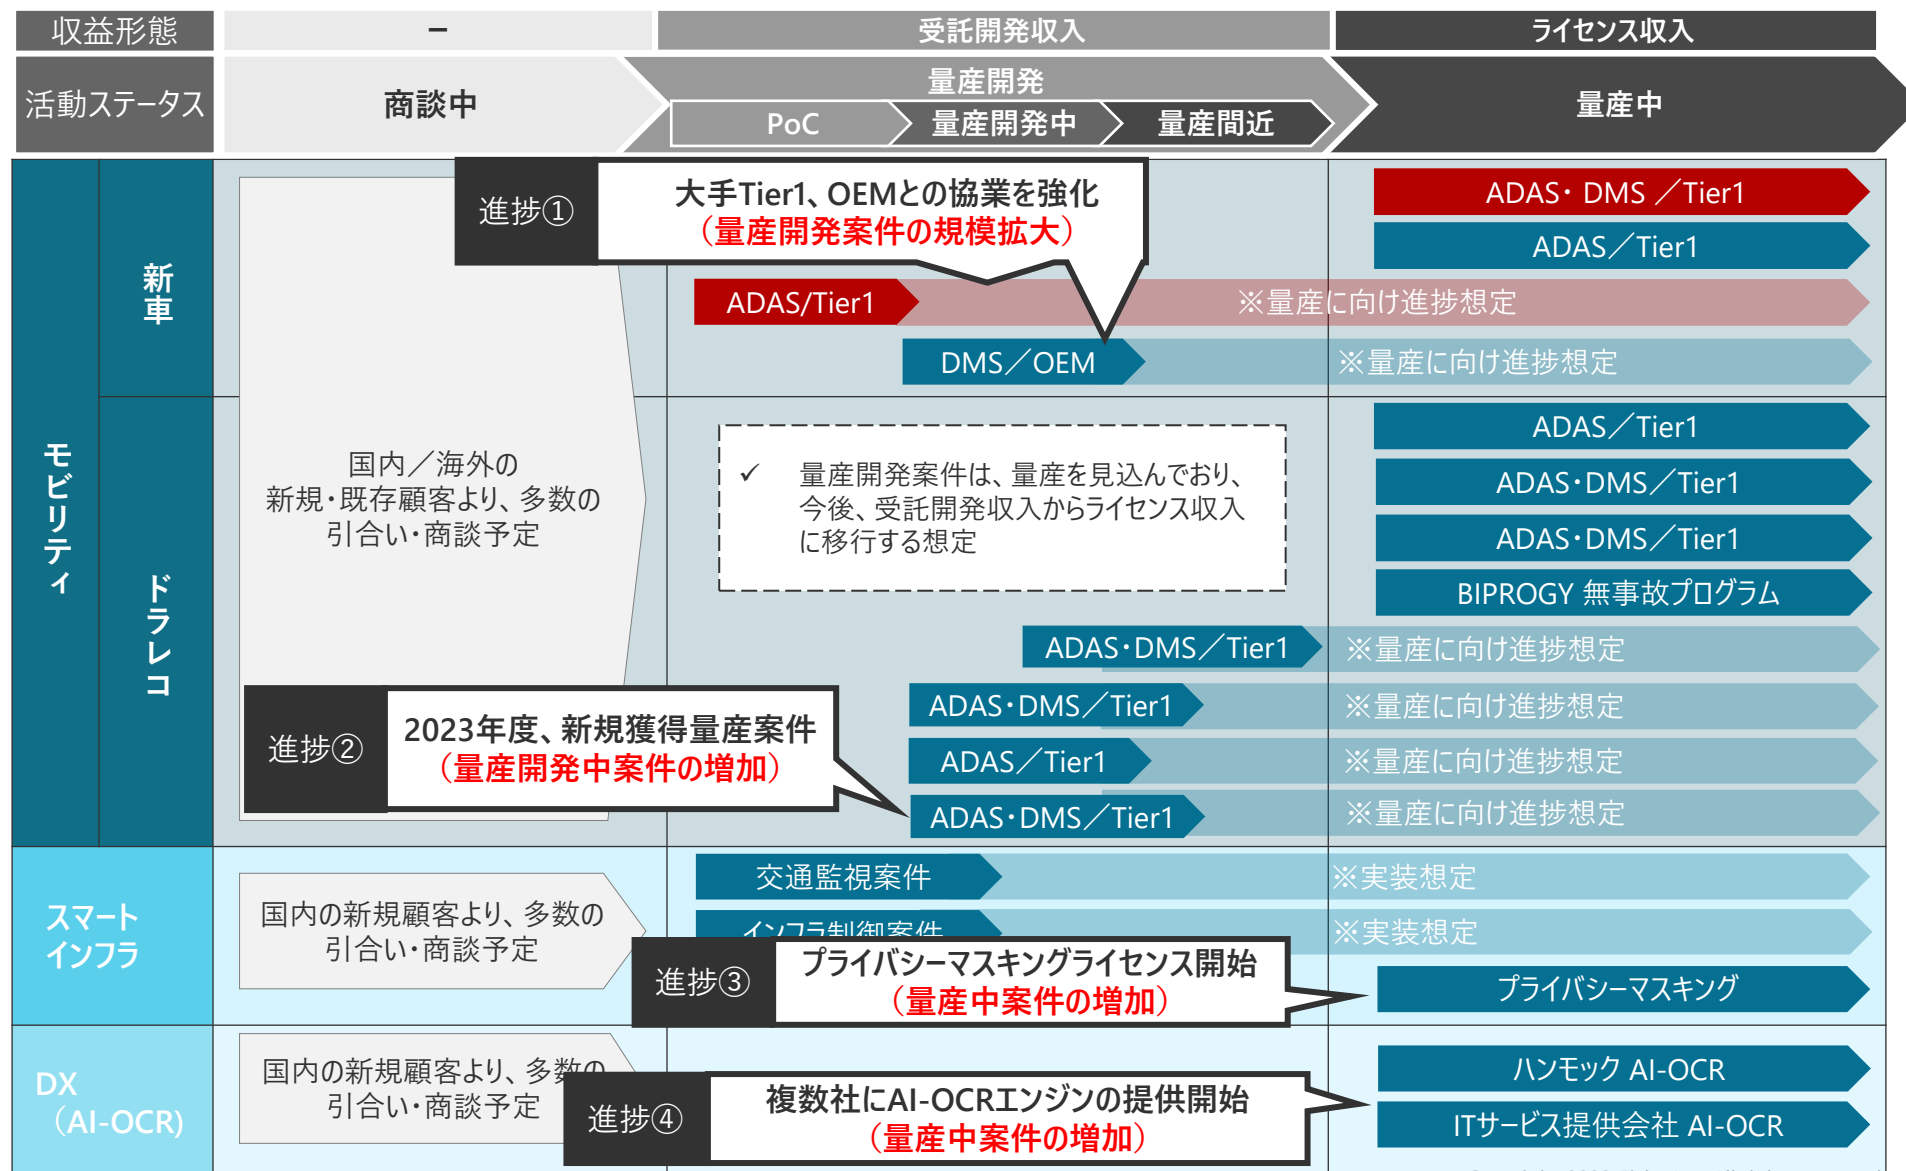 収益形態
－
受託開発収入
ライセンス収入
活動ステータス
商談中
量産開発
PoC
量産開発中
量産間近
量産中
モビリティ
新車
進捗①
大手Tier1、OEMとの協業を強化
（量産開発案件の規模拡大）
ADAS・DMS／Tier1
ADAS／Tier1
ADAS/Tier1
※量産に向け進捗想定
DMS／OEM
※量産に向け進捗想定
ドラレコ
国内／海外の
新規・既存顧客より、多数の
引合い・商談予定
✓ 量産開発案件は、量産を見込んでおり、
今後、受託開発収入からライセンス収入
に移行する想定
ADAS／Tier1
ADAS・DMS／Tier1
ADAS・DMS／Tier1
BIPROGY 無事故プログラム
ADAS・DMS／Tier1
※量産に向け進捗想定
ADAS・DMS／Tier1
※量産に向け進捗想定
進捗②
2023年度、新規獲得量産案件
（量産開発中案件の増加）
ADAS／Tier1
※量産に向け進捗想定
ADAS・DMS／Tier1
※量産に向け進捗想定
スマート
インフラ
国内の新規顧客より、多数の
引合い・商談予定
交通監視案件
※実装想定
インフラ制御案件
※実装想定
進捗③
プライバシーマスキングライセンス開始
（量産中案件の増加）
プライバシーマスキング
DX
（AI-OCR)
国内の新規顧客より、多数の
引合い・商談予定
進捗④
複数社にAI-OCRエンジンの提供開始
（量産中案件の増加）
ハンモック AI-OCR
ITサービス提供会社 AI-OCR